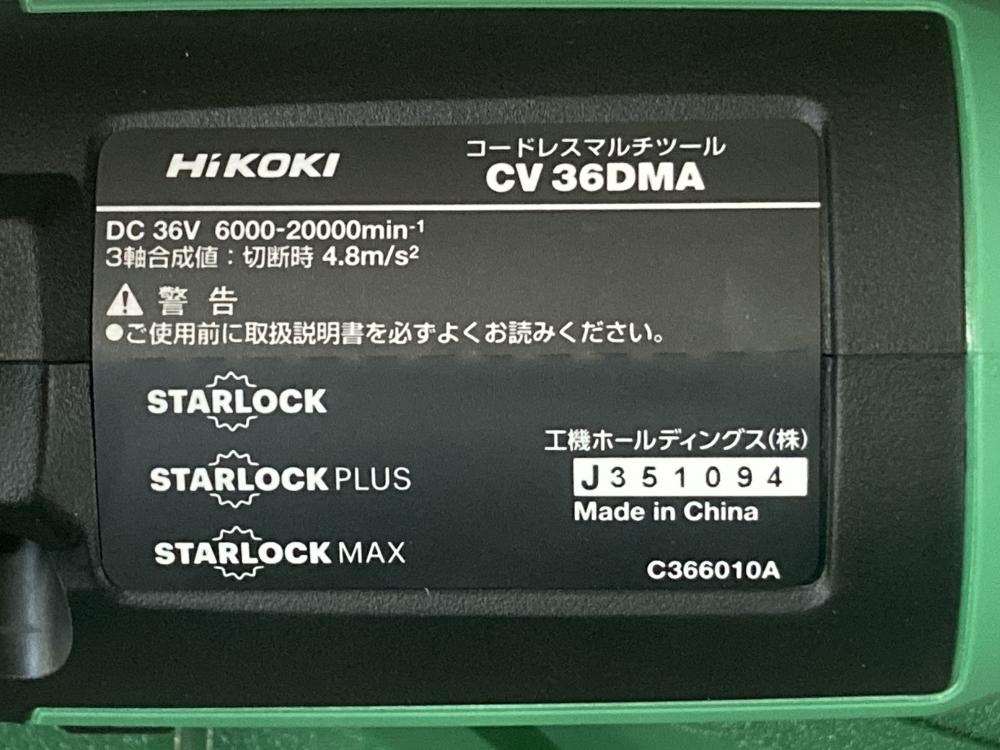 HiKOKI
コードレスマルチツール
CV 36DMA
DC 36V 6000-20000min-1
3軸合成値：切断時 4.8m/s2
警 告
●ご使用前に取扱説明書を必ずよくお読みください。
STARLOCK
STARLOCK PLUS
STARLOCK MAX
工機ホールディングス(株)
J351094
Made in China
C366010A